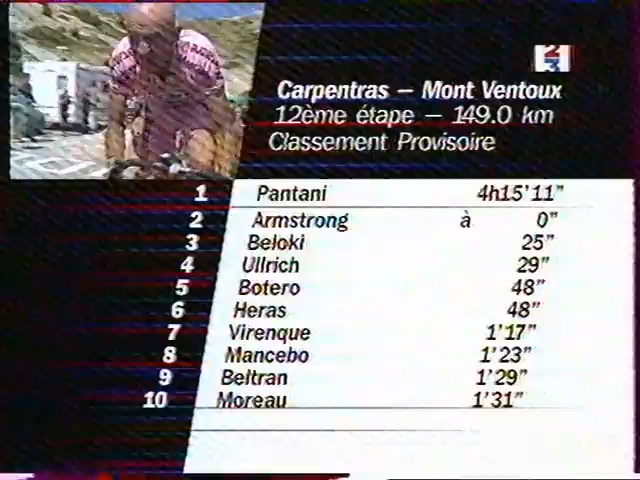 2
3
Carpentras – Mont Ventoux
12ème étape – 149.0 km
Classement Provisoire
1 Pantani 4h15'11"
2 Armstrong à 0"
3 Beloki 25"
4 Ullrich 29"
5 Botero 48"
6 Heras 48"
7 Virenque 1'17"
8 Mancebo 1'23"
9 Beltran 1'29"
10 Moreau 1'31"